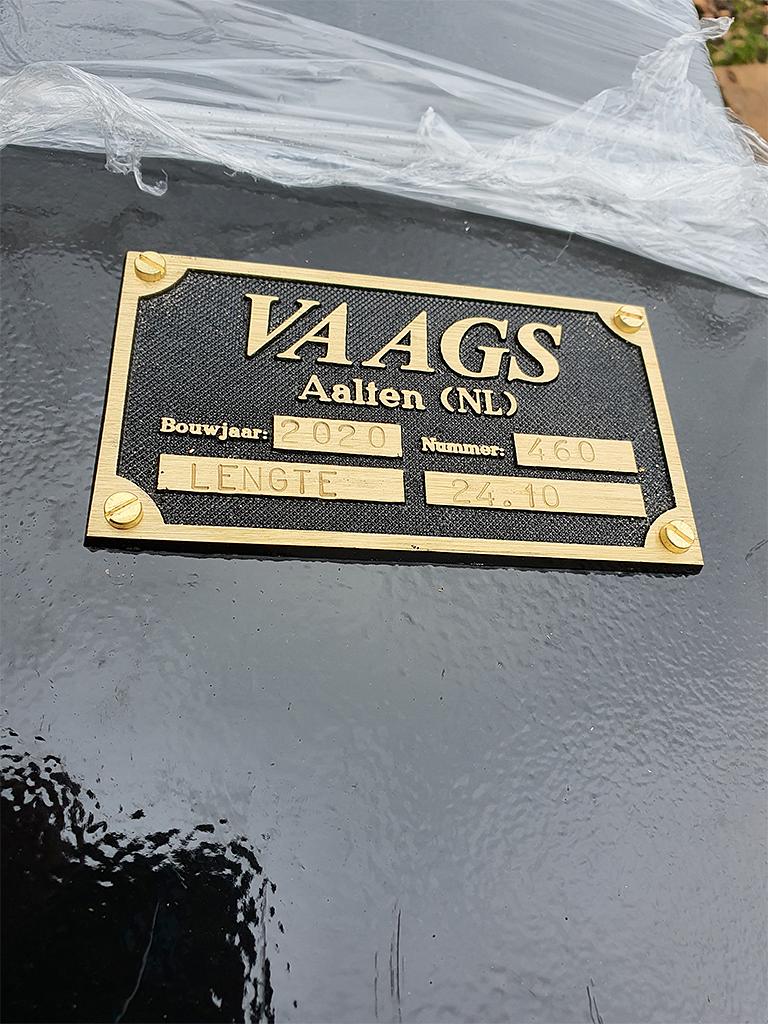 VAAGS
Aalten (NL)
Bouwjaar: 2020 Nummer: 460
LENGTE 24.10